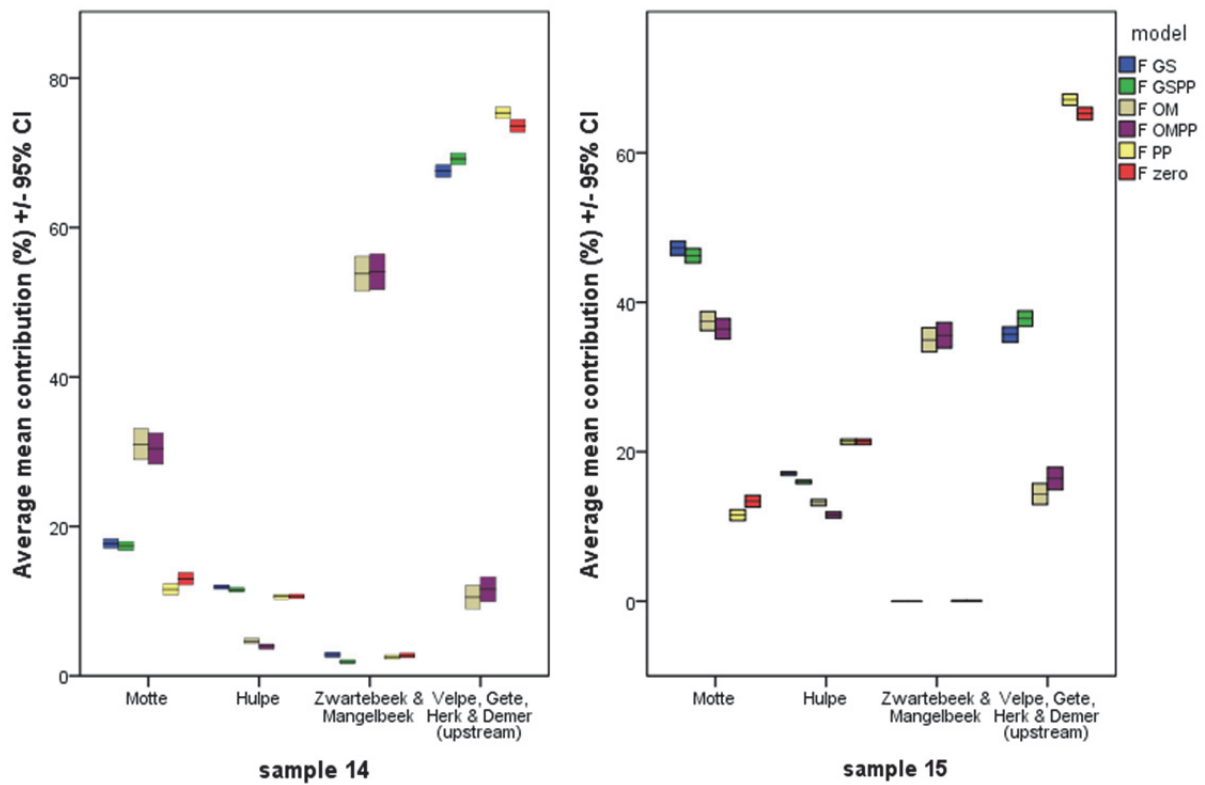 Average mean contribution (%) +/- 95% CI
80
60
40
20
0
Motte
Hulpe
Zwartebeek &
Mangelbeek
Velpe, Gete,
Herk & Demer
(upstream)
sample 14
Average mean contribution (%) +/- 95% CI
60
40
20
0
Motte
Hulpe
Zwartebeek &
Mangelbeek
Velpe, Gete,
Herk & Demer
(upstream)
sample 15
model
F GS
F GSPP
F OM
F OMPP
F PP
F zero